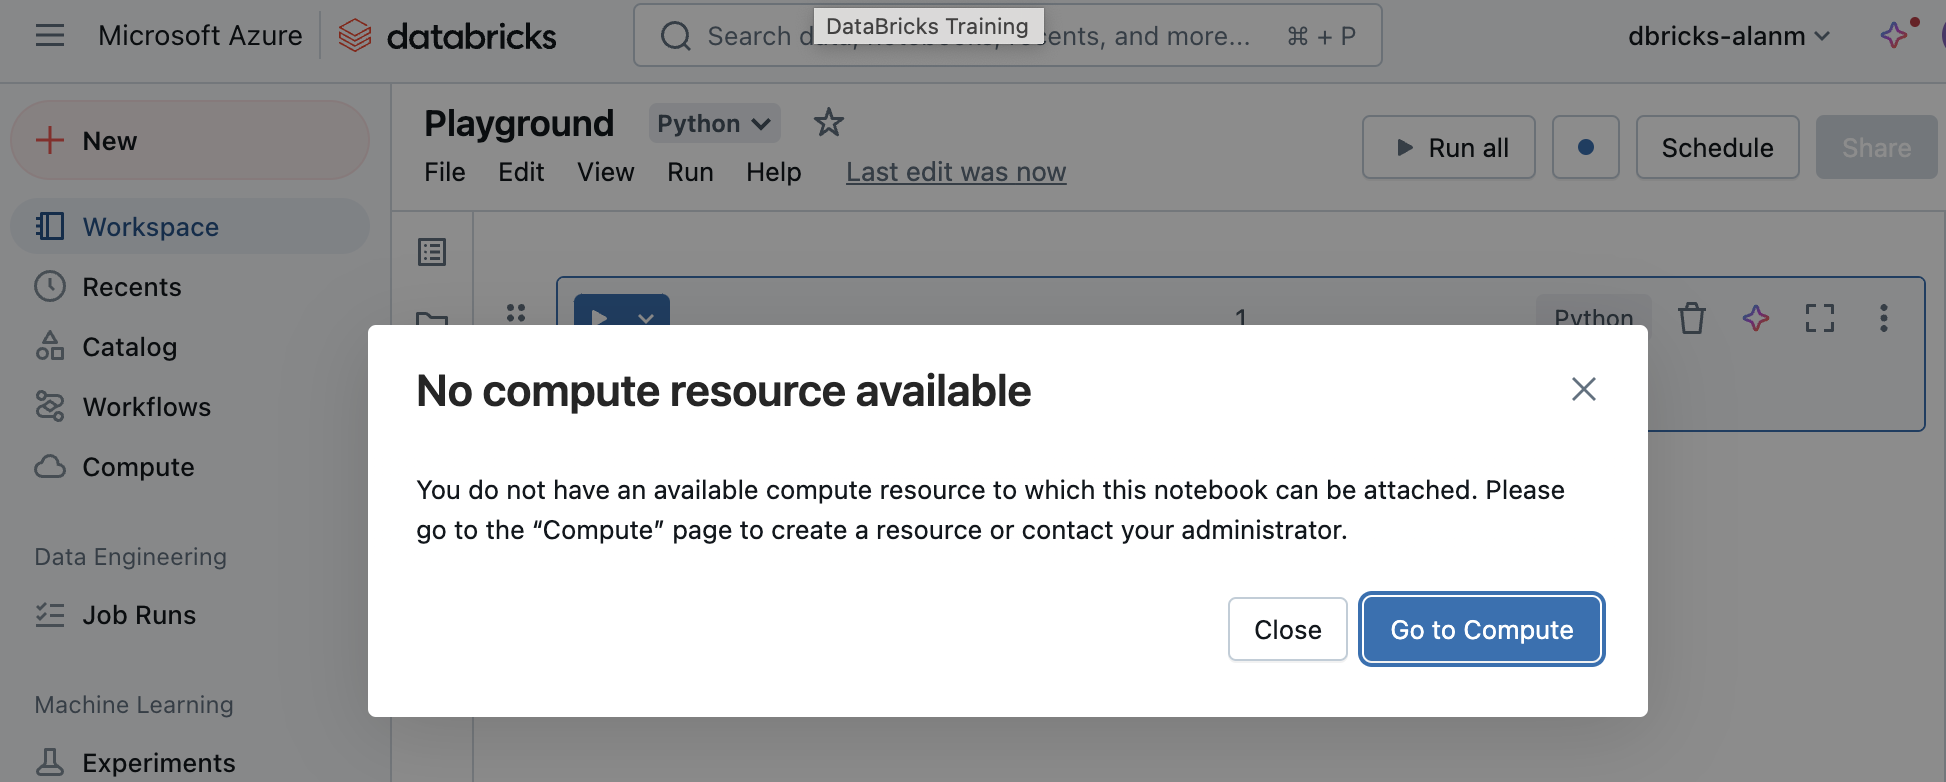 Microsoft Azure
databricks
Search data, notebooks, recents, and more...
⌘ + P
DataBricks Training
dbricks-alanm
New
Playground
Python
Run all
Schedule
Share
File Edit View Run Help Last edit was now
Workspace
Recents
Catalog
Workflows
Compute
1
Python
No compute resource available
You do not have an available compute resource to which this notebook can be attached. Please
go to the “Compute” page to create a resource or contact your administrator.
Close
Go to Compute
Data Engineering
Job Runs
Machine Learning
Experiments